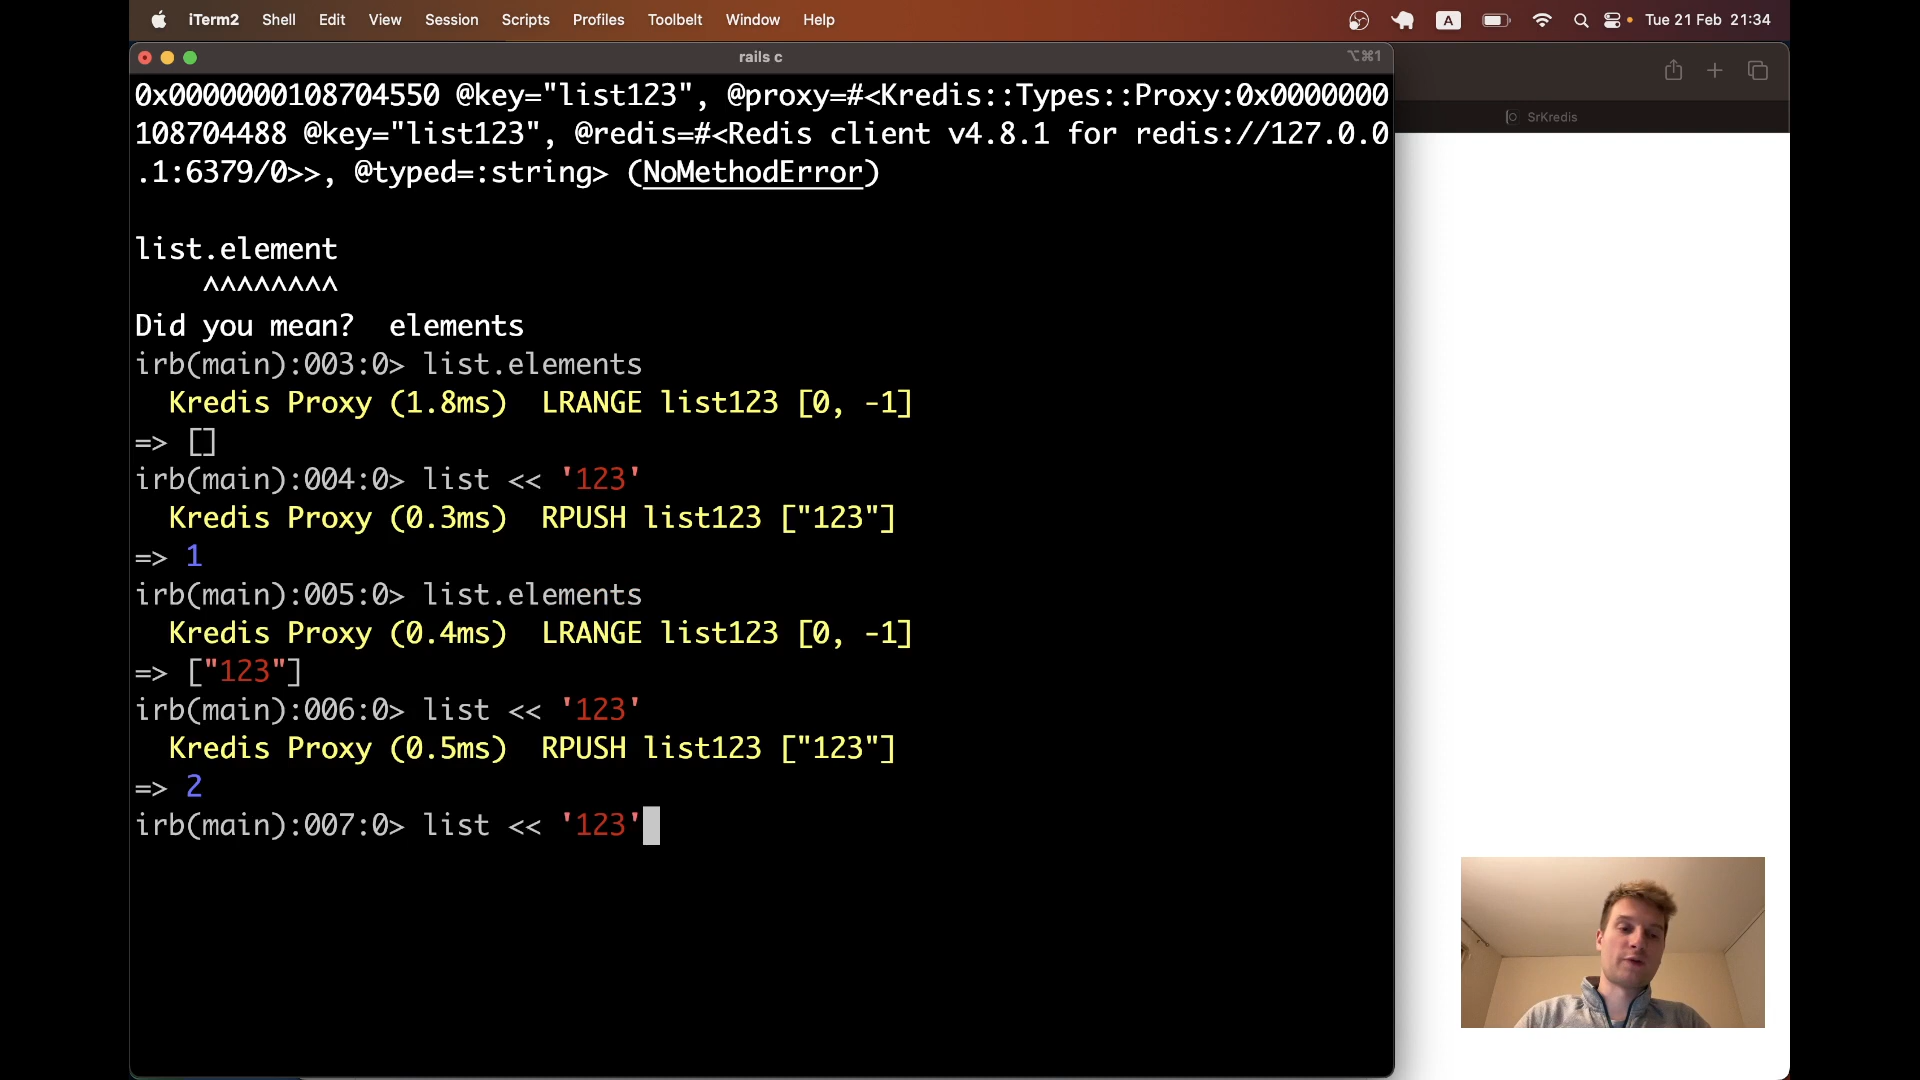 iTerm2 Shell Edit View Session Scripts Profiles Toolbelt Window Help A Tue 21 Feb 21:34
rails c ⌥⌘1
SrKredis
0x0000000108704550 @key="list123", @proxy=#<Kredis::Types::Proxy:0x0000000
108704488 @key="list123", @redis=#<Redis client v4.8.1 for redis://127.0.0
.1:6379/0>>, @typed=:string> (NoMethodError)
list.element
^^^^^^^^
Did you mean?  elements
irb(main):003:0> list.elements
Kredis Proxy (1.8ms)  LRANGE list123 [0, -1]
=> []
irb(main):004:0> list << '123'
Kredis Proxy (0.3ms)  RPUSH list123 ["123"]
=> 1
irb(main):005:0> list.elements
Kredis Proxy (0.4ms)  LRANGE list123 [0, -1]
=> ["123"]
irb(main):006:0> list << '123'
Kredis Proxy (0.5ms)  RPUSH list123 ["123"]
=> 2
irb(main):007:0> list << '123'